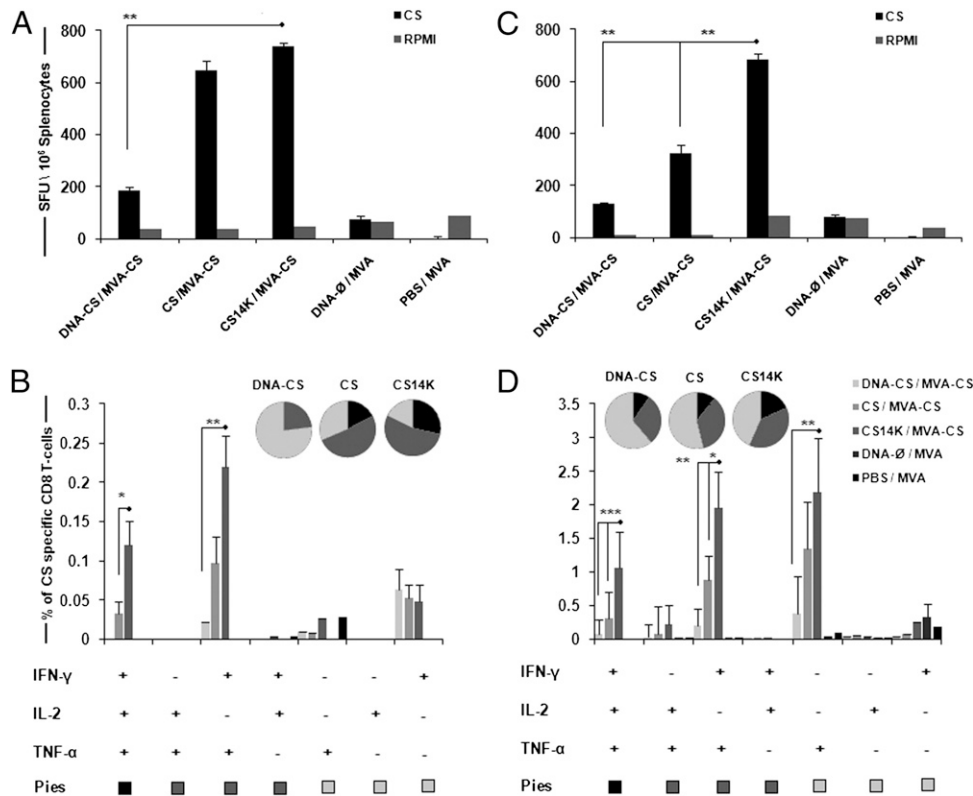 A
SFU \ 10⁶ Splenocytes
800
600
400
200
0
**
CS
RPMI
DNA-CS / MVA-CS
CS /MVA-CS
CS14K / MVA-CS
DNA-Ø / MVA
PBS / MVA
C
800
600
400
200
0
** **
CS
RPMI
DNA-CS / MVA-CS
CS / MVA-CS
CS14K / MVA-CS
DNA-Ø / MVA
PBS / MVA
B
% of CS specific CD8 T-cells
0.3
0.25
0.2
0.15
0.1
0.05
0
DNA-CS CS CS14K
*
**
IFN-γ + - + + - - +
IL-2 + + - + - + -
TNF-α + + + - + - -
Pies
D
3.5
3
2.5
2
1.5
1
0.5
0
DNA-CS CS CS14K
***
** *
**
DNA-CS / MVA-CS
CS / MVA-CS
CS14K / MVA-CS
DNA-Ø / MVA
PBS / MVA
IFN-γ + - + + - - +
IL-2 + + - + - + -
TNF-α + + + - + - -
Pies